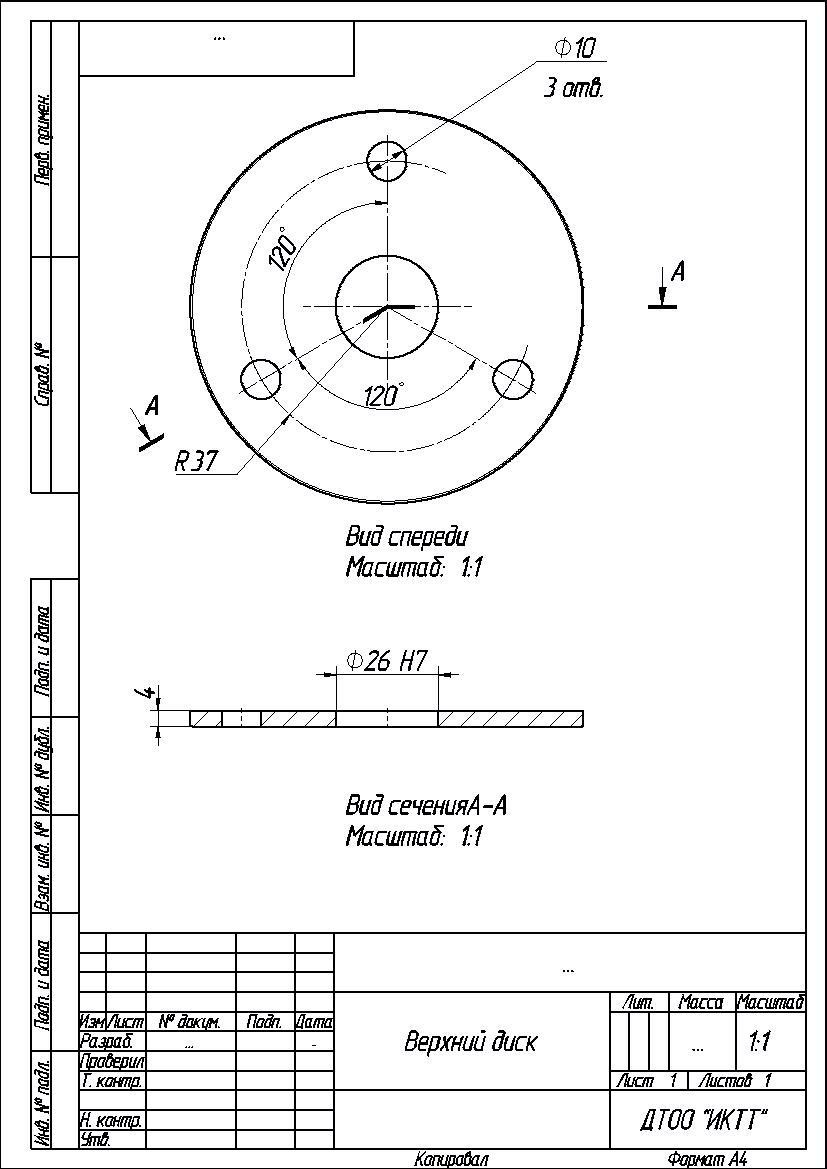 ...
Перв. примен.
Справ. №
Подп. и дата
Инв. № дубл.
Взам. инв. №
Подп. и дата
Инв. № подл.
Ф10
3 отв.
120°
А
А
120°
R37
Вид спереди
Масштаб: 1:1
Ф26 H7
4
Вид сеченияА-А
Масштаб: 1:1
...
Изм Лист № докум. Подп. Дата
Разраб. ... -
Проверил
Т. контр.
Н. контр.
Утв.
Верхний диск
Лит. Масса Масштаб
... 1:1
Лист 1 Листов 1
ДТОО "ИКТТ"
Копировал Формат А4